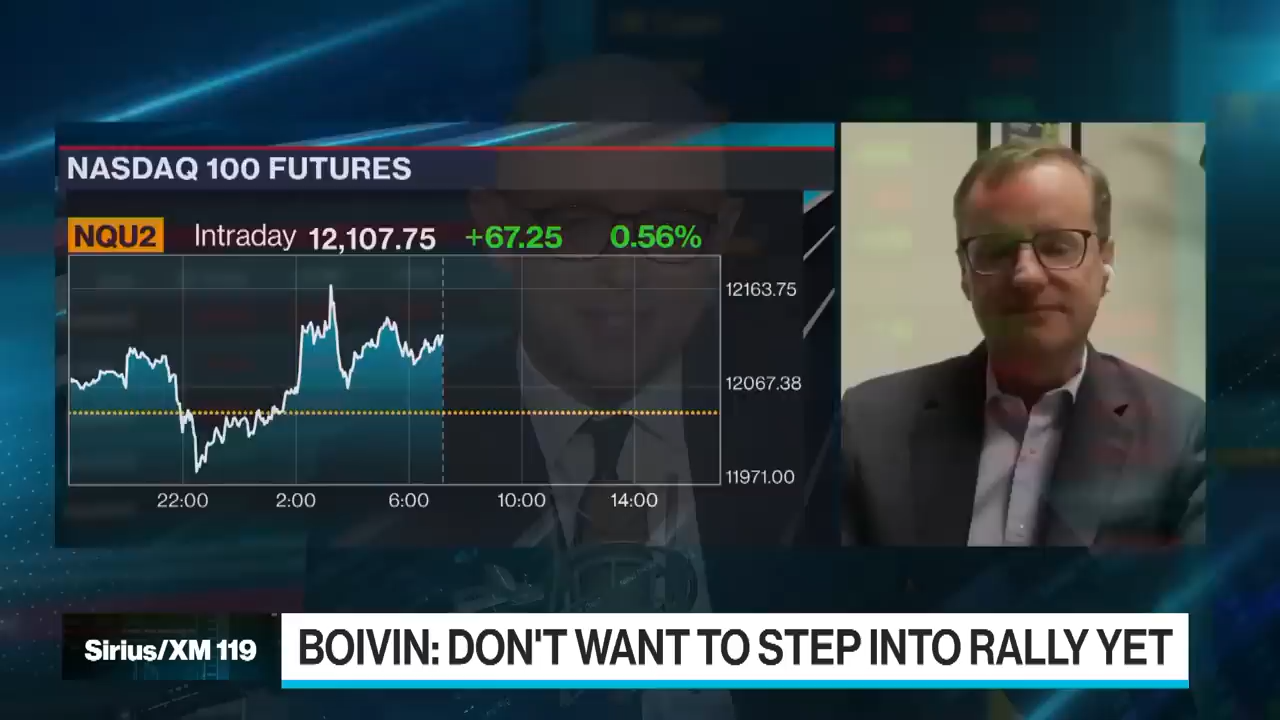 NASDAQ 100 FUTURES
NQU2 Intraday 12,107.75 +67.25 0.56%
12163.75
12067.38
11971.00
22:00 2:00 6:00 10:00 14:00
Sirius/XM 119
BOIVIN: DON'T WANT TO STEP INTO RALLY YET